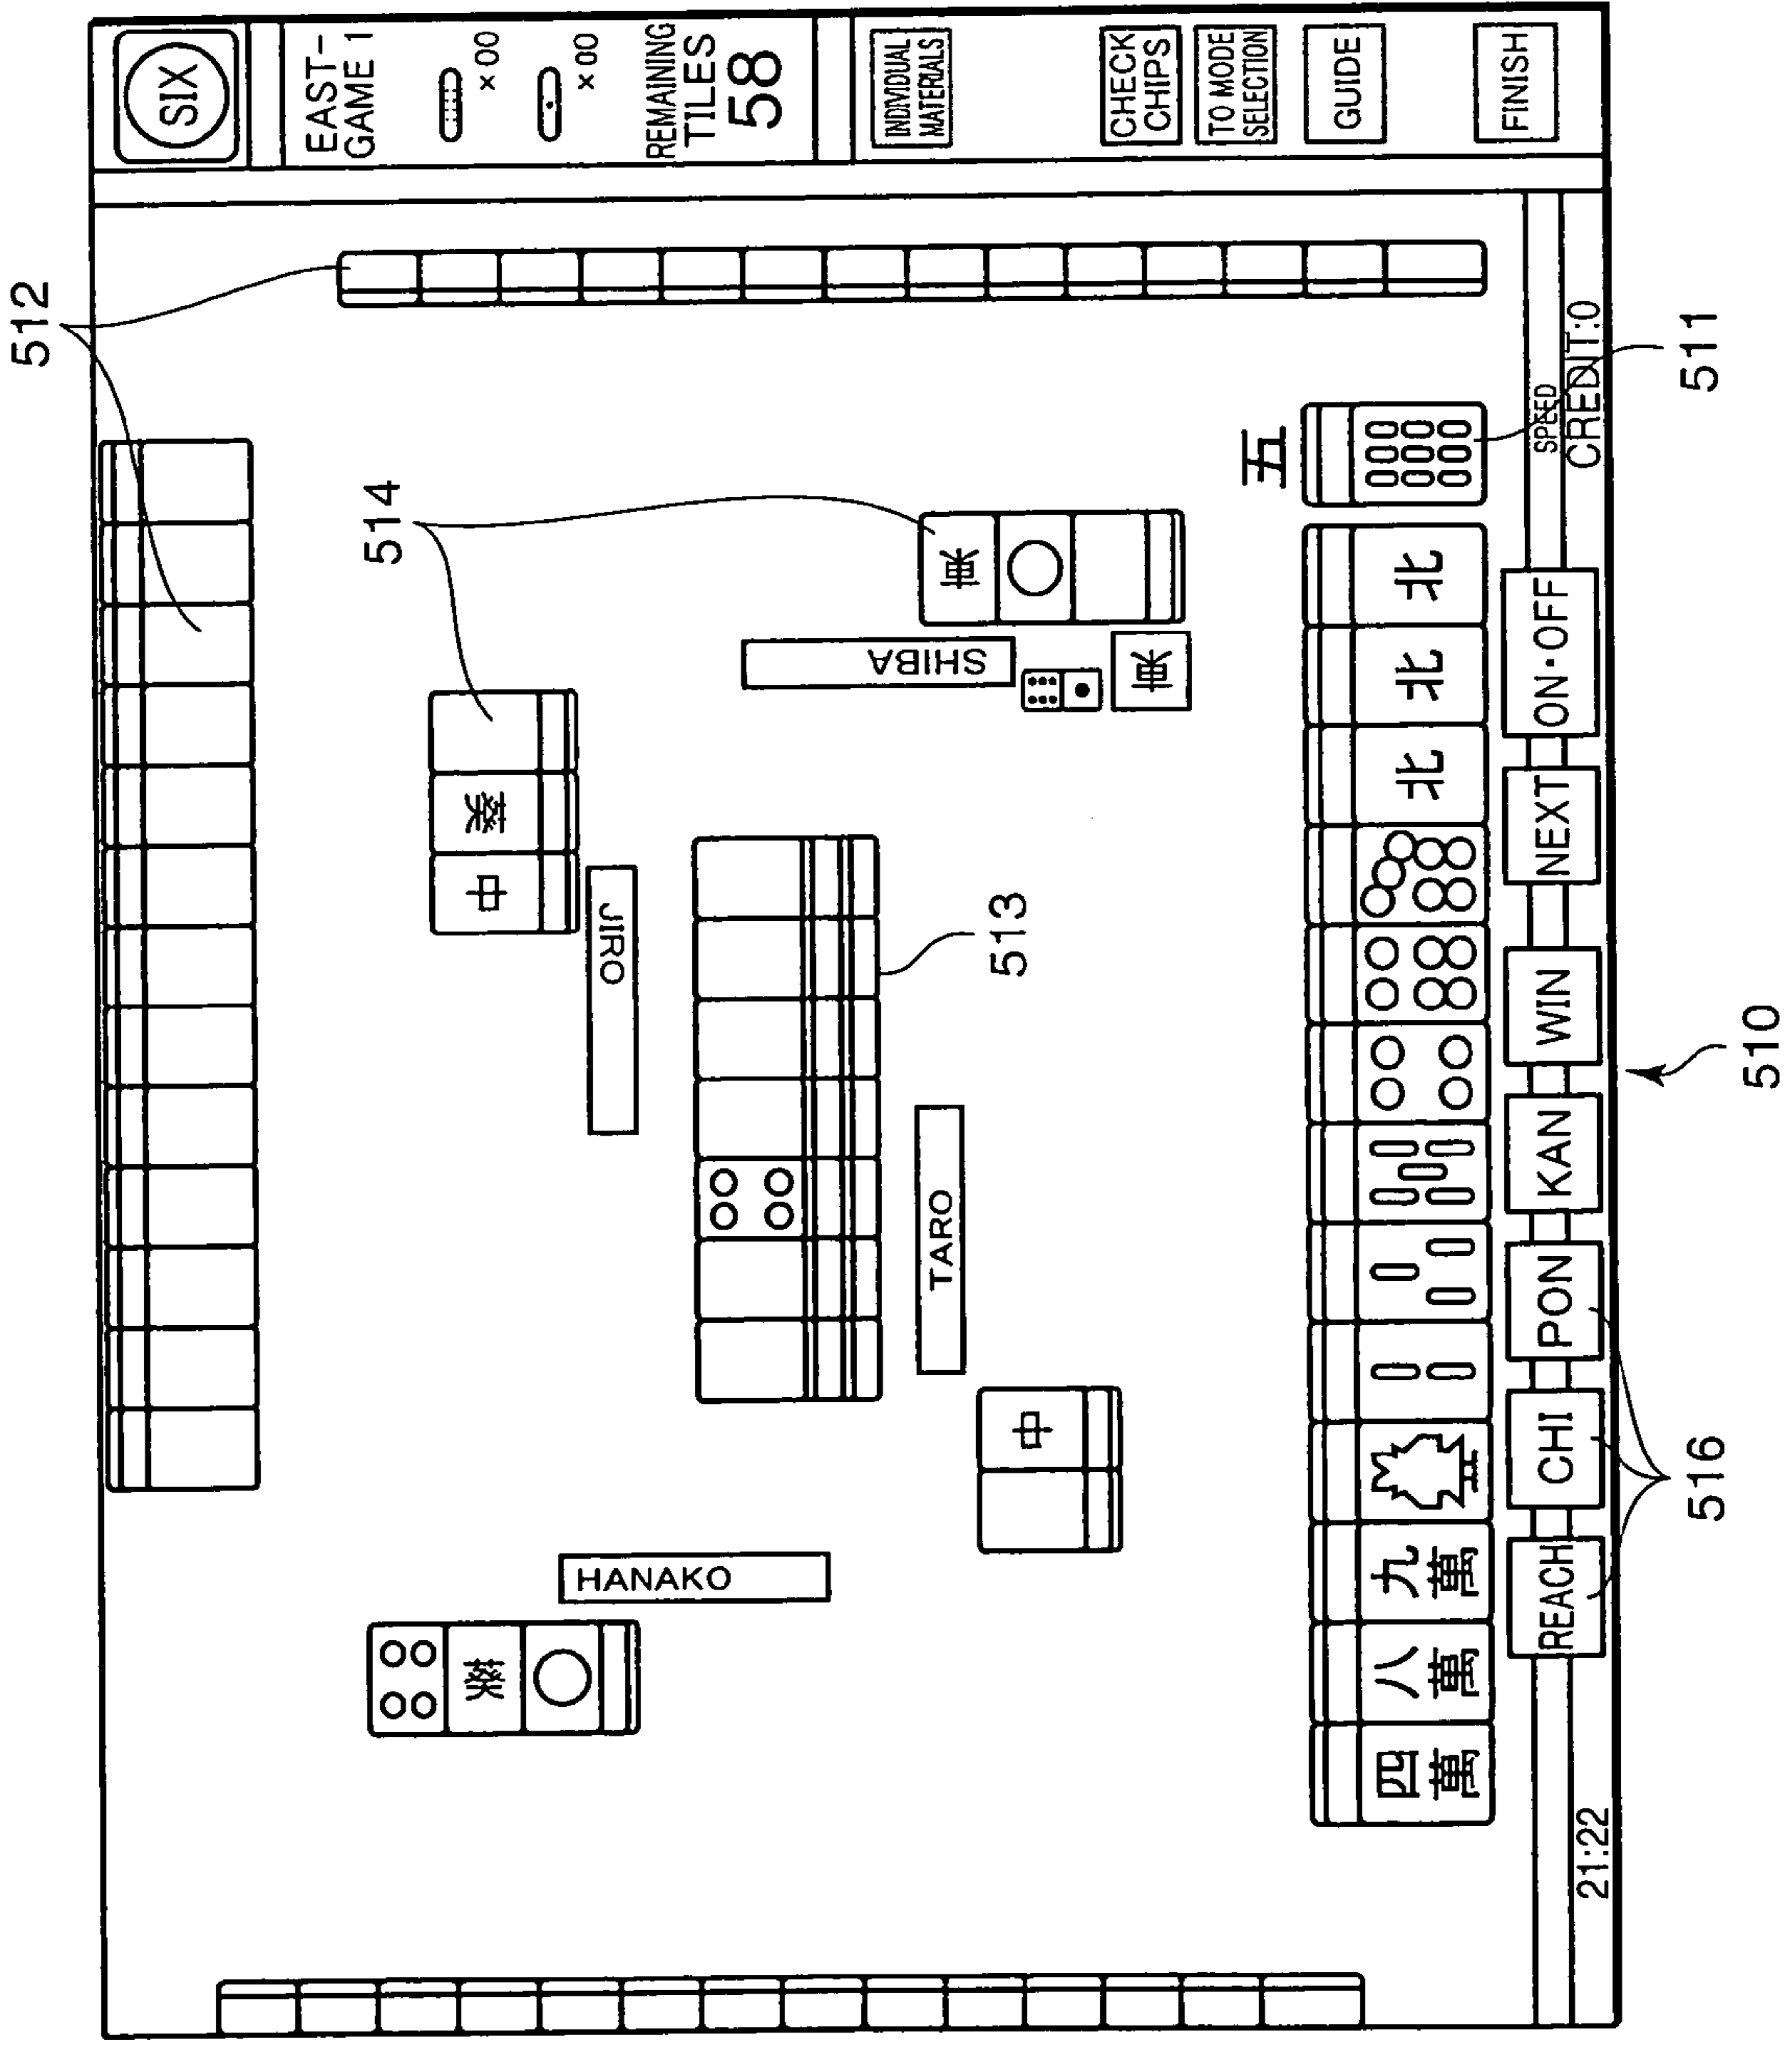 SIX
EAST-
GAME 1
×00
×00
REMAINING
TILES
58
INDIVIDUAL
MATERIALS
CHECK
CHIPS
TO MODE
SELECTION
GUIDE
FINISH
512
514
中
JIRO
SHIBA
東
東
HANAKO
TARO
513
中
五
511
四萬
八萬
九萬
北
北
北
REACH
CHI
PON
KAN
WIN
NEXT
ON·OFF
SPEED
21:22
CREDIT:0
516
510